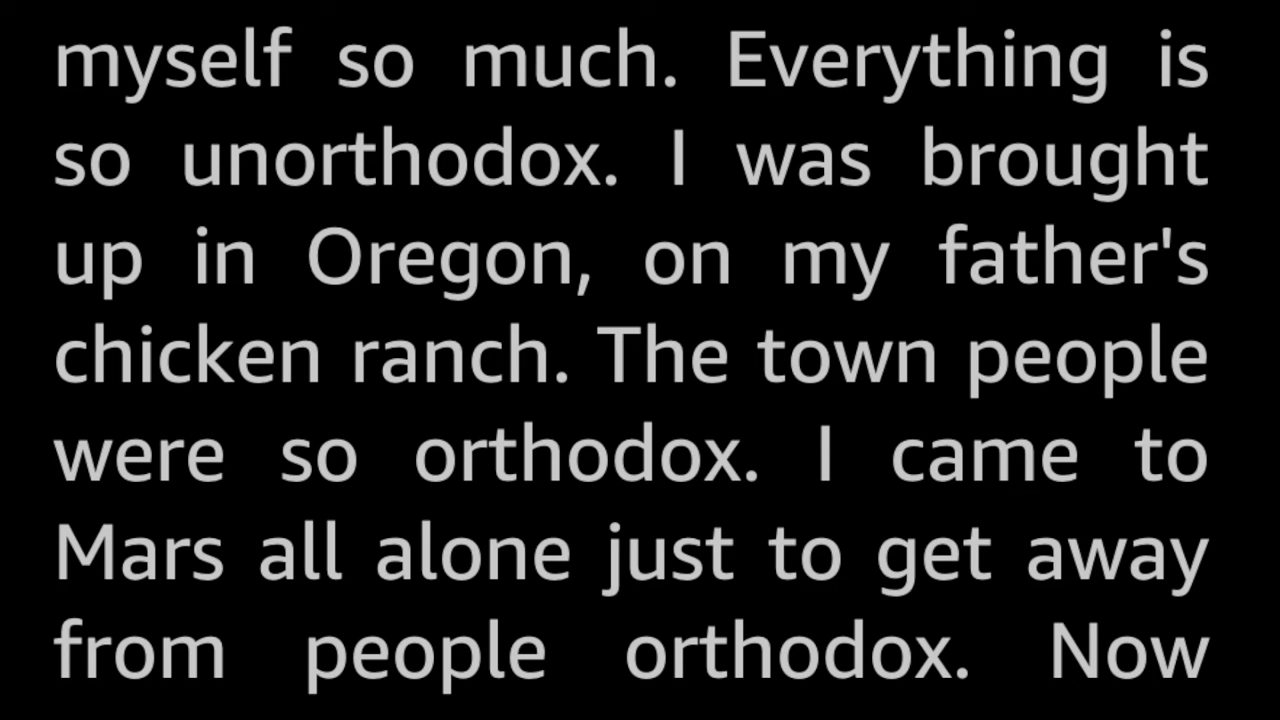 myself so much. Everything is
so unorthodox. I was brought
up in Oregon, on my father's
chicken ranch. The town people
were so orthodox. I came to
Mars all alone just to get away
from people orthodox. Now